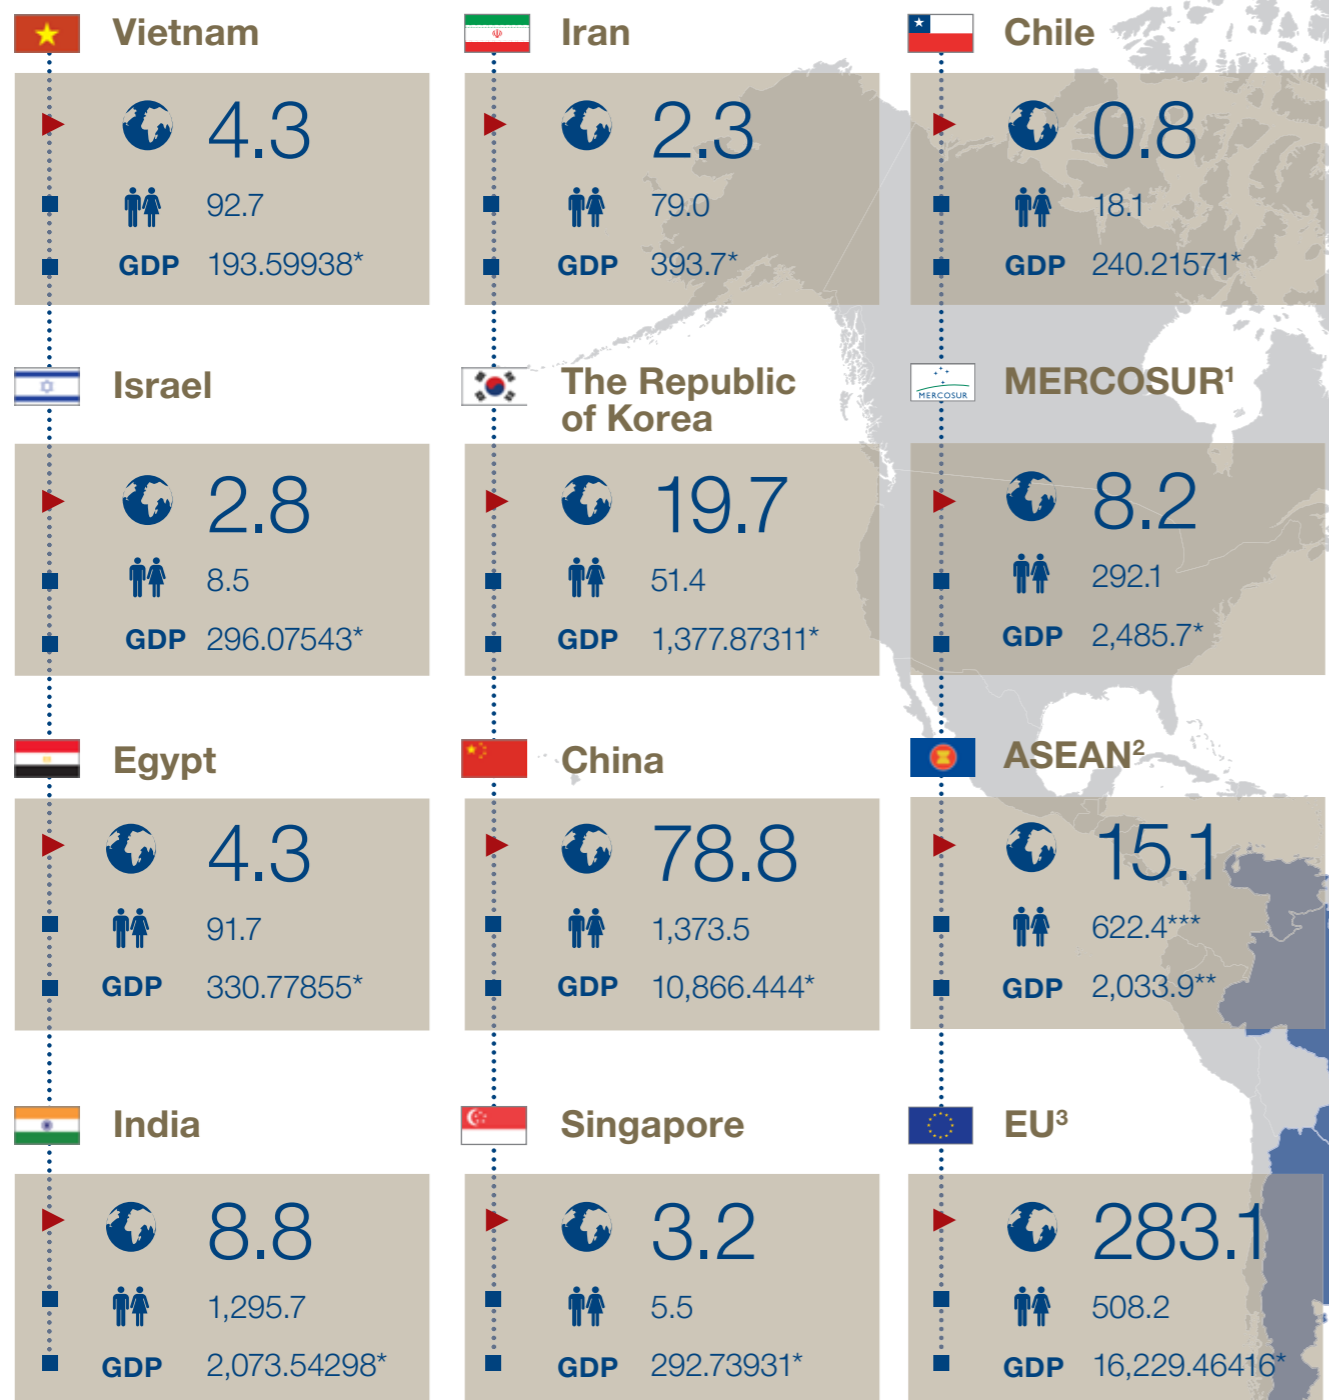 Vietnam
4.3
92.7
GDP 193.59938*
Iran
2.3
79.0
GDP 393.7*
Chile
0.8
18.1
GDP 240.21571*
Israel
2.8
8.5
GDP 296.07543*
The Republic
of Korea
19.7
51.4
GDP 1,377.87311*
MERCOSUR
MERCOSUR¹
8.2
292.1
GDP 2,485.7*
Egypt
4.3
91.7
GDP 330.77855*
China
78.8
1,373.5
GDP 10,866.444*
ASEAN²
15.1
622.4***
GDP 2,033.9**
India
8.8
1,295.7
GDP 2,073.54298*
Singapore
3.2
5.5
GDP 292.73931*
EU³
283.1
508.2
GDP 16,229.46416*